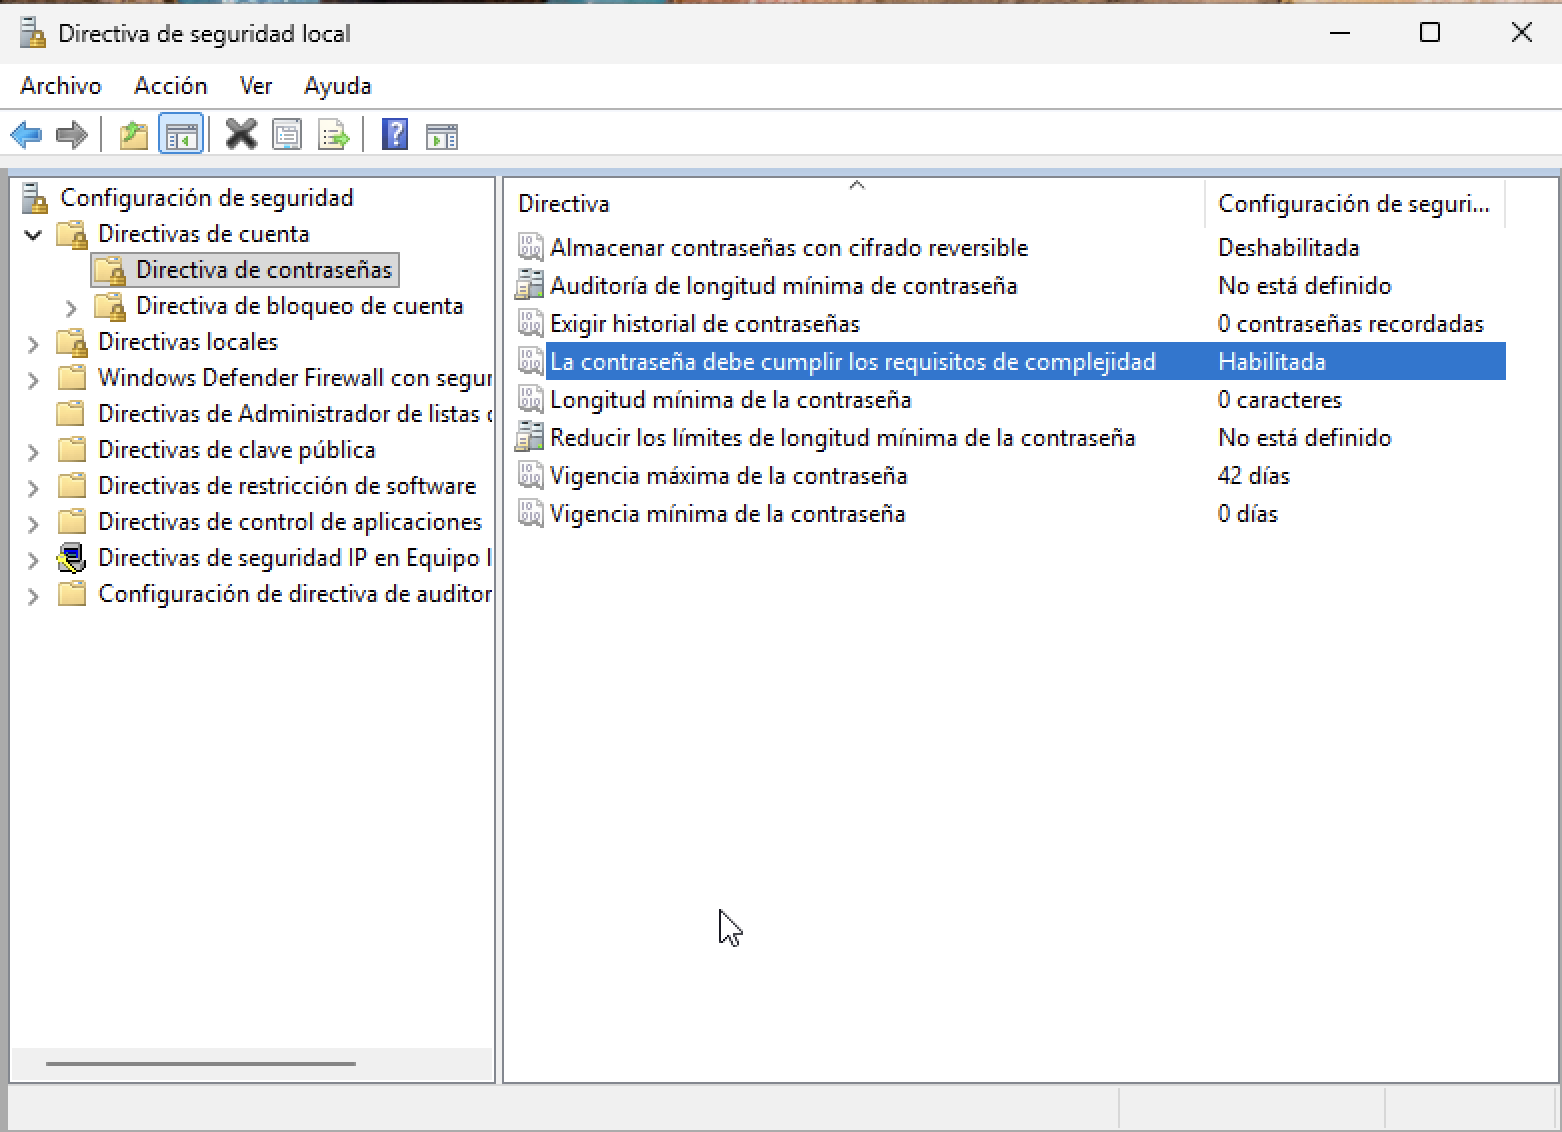 Directiva de seguridad local
Archivo Acción Ver Ayuda
Configuración de seguridad
Directivas de cuenta
Directiva de contraseñas
Directiva de bloqueo de cuenta
Directivas locales
Windows Defender Firewall con segur
Directivas de Administrador de listas
Directivas de clave pública
Directivas de restricción de software
Directivas de control de aplicaciones
Directivas de seguridad IP en Equipo
Configuración de directiva de auditor
Directiva Configuración de seguri...
Almacenar contraseñas con cifrado reversible Deshabilitada
Auditoría de longitud mínima de contraseña No está definido
Exigir historial de contraseñas 0 contraseñas recordadas
La contraseña debe cumplir los requisitos de complejidad Habilitada
Longitud mínima de la contraseña 0 caracteres
Reducir los límites de longitud mínima de la contraseña No está definido
Vigencia máxima de la contraseña 42 días
Vigencia mínima de la contraseña 0 días